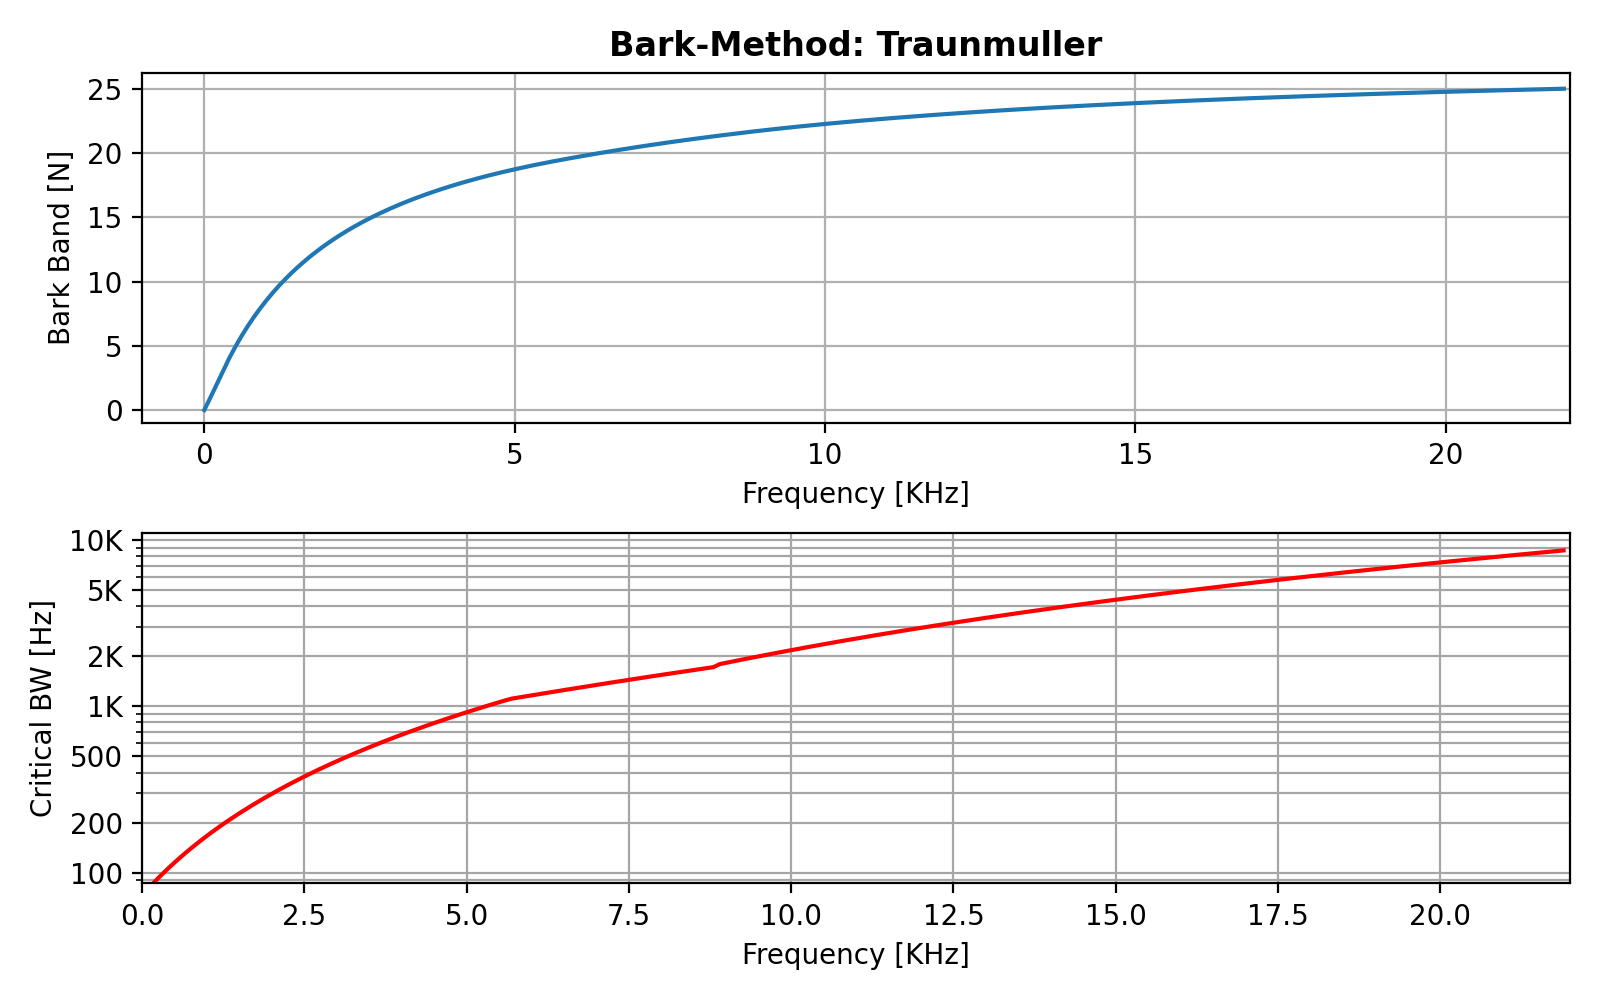 Bark-Method: Traunmuller
25
20
15
10
5
0
Bark Band [N]
0 5 10 15 20
Frequency [KHz]
10K
5K
2K
1K
500
200
100
Critical BW [Hz]
0.0 2.5 5.0 7.5 10.0 12.5 15.0 17.5 20.0
Frequency [KHz]